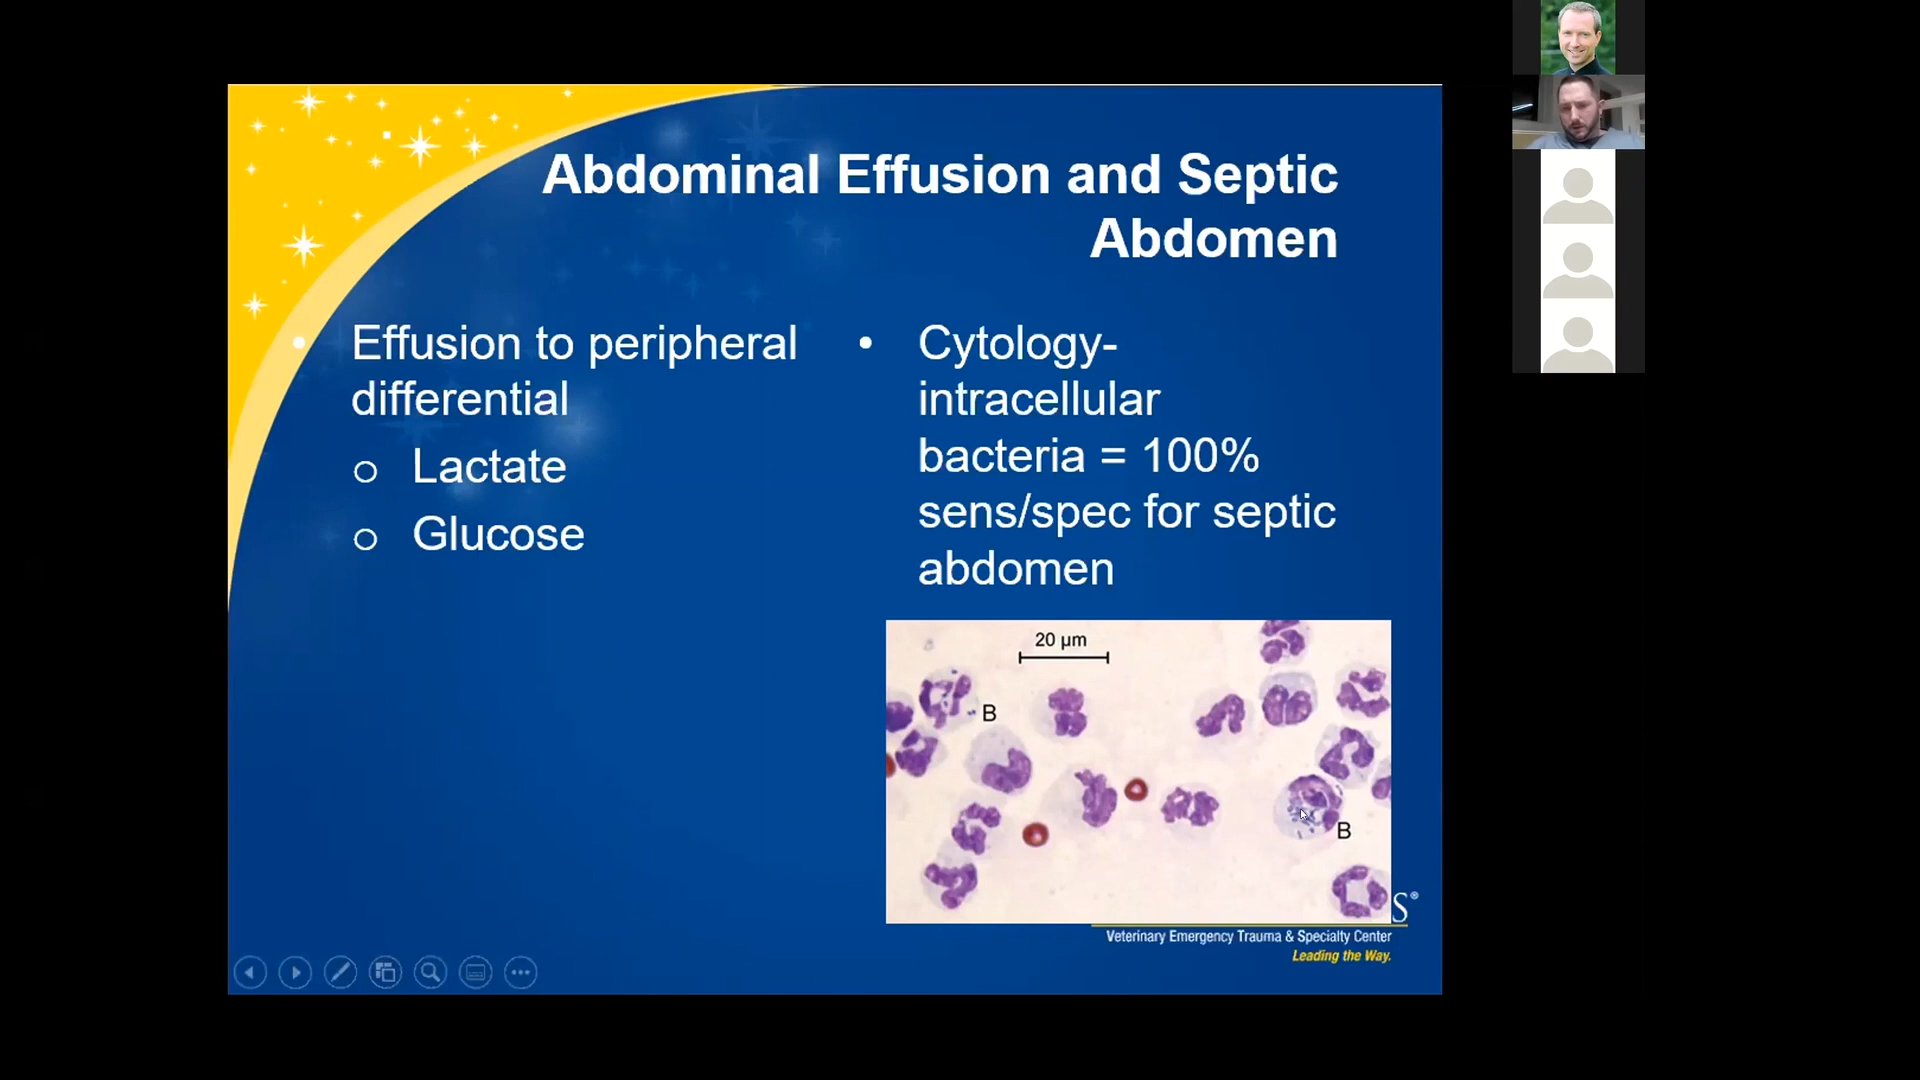 Abdominal Effusion and Septic
Abdomen
• Effusion to peripheral
differential
o Lactate
o Glucose
• Cytology-
intracellular
bacteria = 100%
sens/spec for septic
abdomen
20 µm
B
B
S®
Veterinary Emergency Trauma & Specialty Center
Leading the Way.